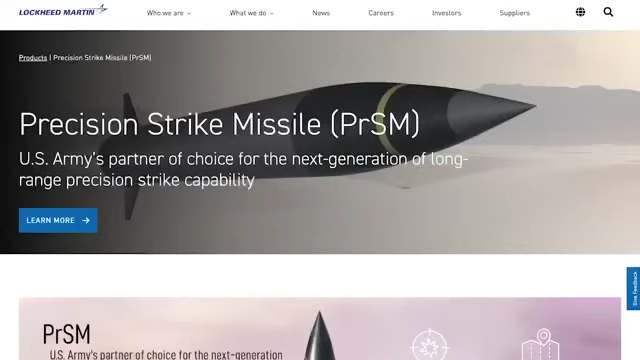 LOCKHEED MARTIN
Who we are
What we do
News
Careers
Investors
Suppliers
Products | Precision Strike Missile (PrSM)
Precision Strike Missile (PrSM)
U.S. Army's partner of choice for the next-generation of long-
range precision strike capability
LEARN MORE
Give Feedback
PrSM
U.S. Army's partner of choice for the next-generation